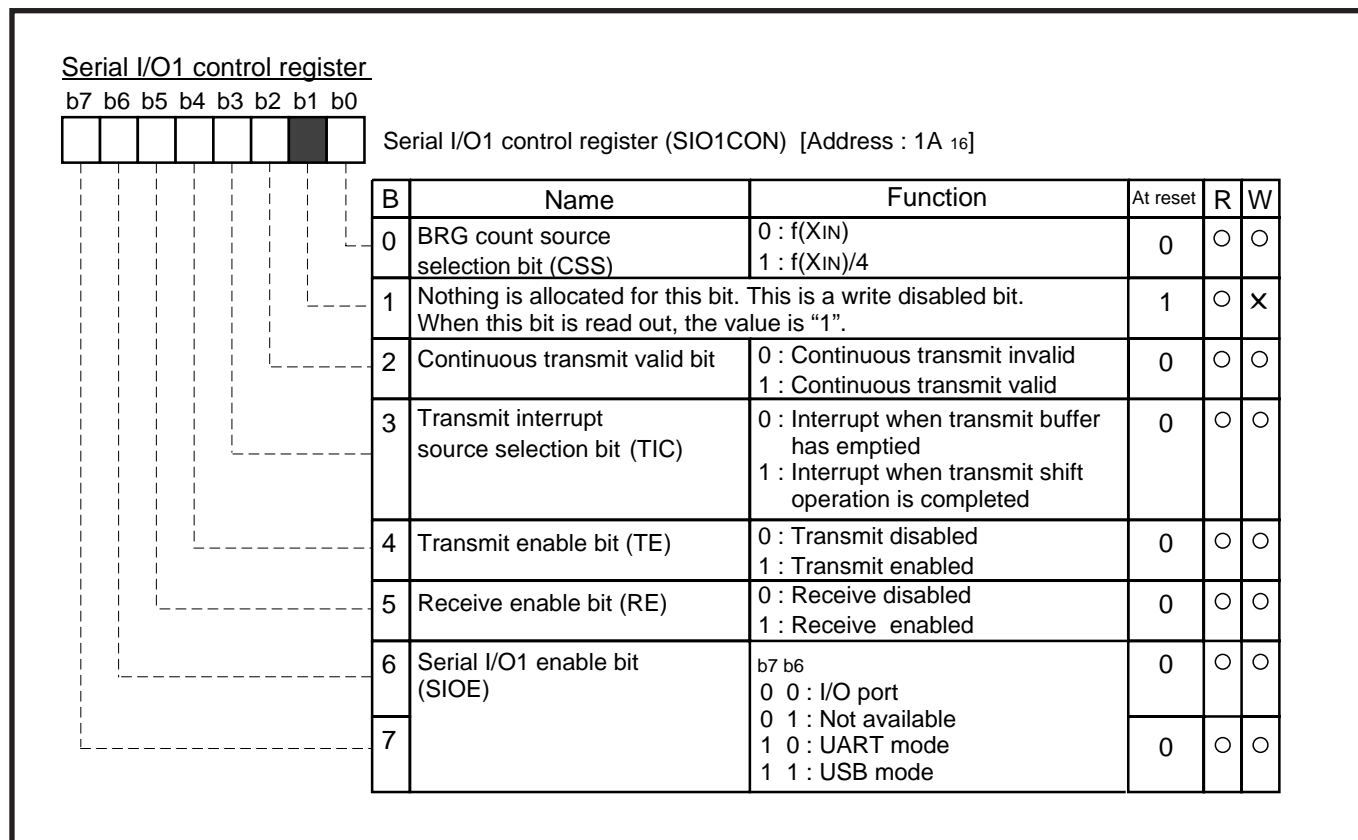 Serial I/O1 control register
b7 b6 b5 b4 b3 b2 b1 b0
Serial I/O1 control register (SIO1CON) [Address : 1A 16]
B Name Function At reset R W
0 BRG count source selection bit (CSS) 0 : f(XIN) 0 ○ ○
1 : f(XIN)/4
1 Nothing is allocated for this bit. This is a write disabled bit. 1 ○ ×
When this bit is read out, the value is “1”.
2 Continuous transmit valid bit 0 : Continuous transmit invalid 0 ○ ○
1 : Continuous transmit valid
3 Transmit interrupt source selection bit (TIC) 0 : Interrupt when transmit buffer 0 ○ ○
has emptied
1 : Interrupt when transmit shift
operation is completed
4 Transmit enable bit (TE) 0 : Transmit disabled 0 ○ ○
1 : Transmit enabled
5 Receive enable bit (RE) 0 : Receive disabled 0 ○ ○
1 : Receive enabled
6 Serial I/O1 enable bit (SIOE) b7 b6 0 ○ ○
0 0 : I/O port
0 1 : Not available
7 1 0 : UART mode 0 ○ ○
1 1 : USB mode